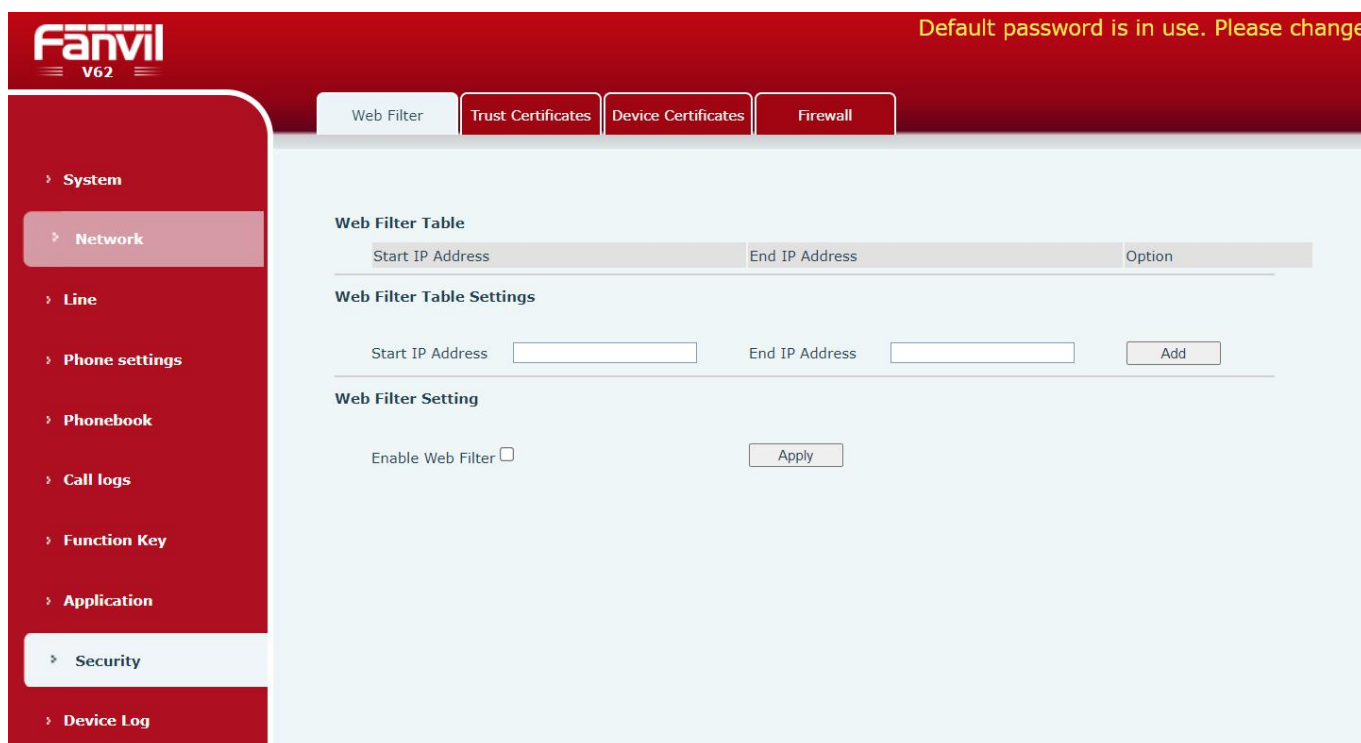 Fanvil
V62
Default password is in use. Please change
Web Filter
Trust Certificates
Device Certificates
Firewall
System
Network
Line
Phone settings
Phonebook
Call logs
Function Key
Application
Security
Device Log
Web Filter Table
Start IP Address End IP Address Option
Web Filter Table Settings
Start IP Address End IP Address Add
Web Filter Setting
Enable Web Filter Apply